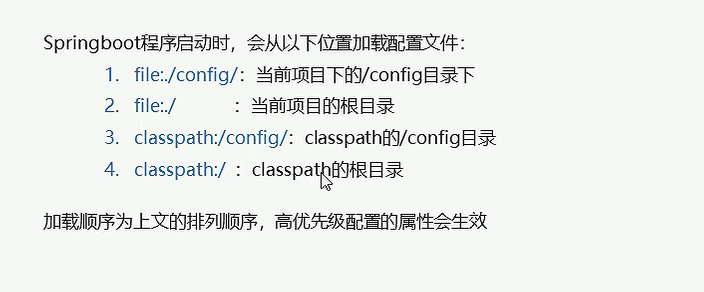 Springboot程序启动时，会从以下位置加载配置文件：
1. file:./config/：当前项目下的/config目录下
2. file:./ ：当前项目的根目录
3. classpath:/config/：classpath的/config目录
4. classpath:/ ：classpath的根目录
加载顺序为上文的排列顺序，高优先级配置的属性会生效